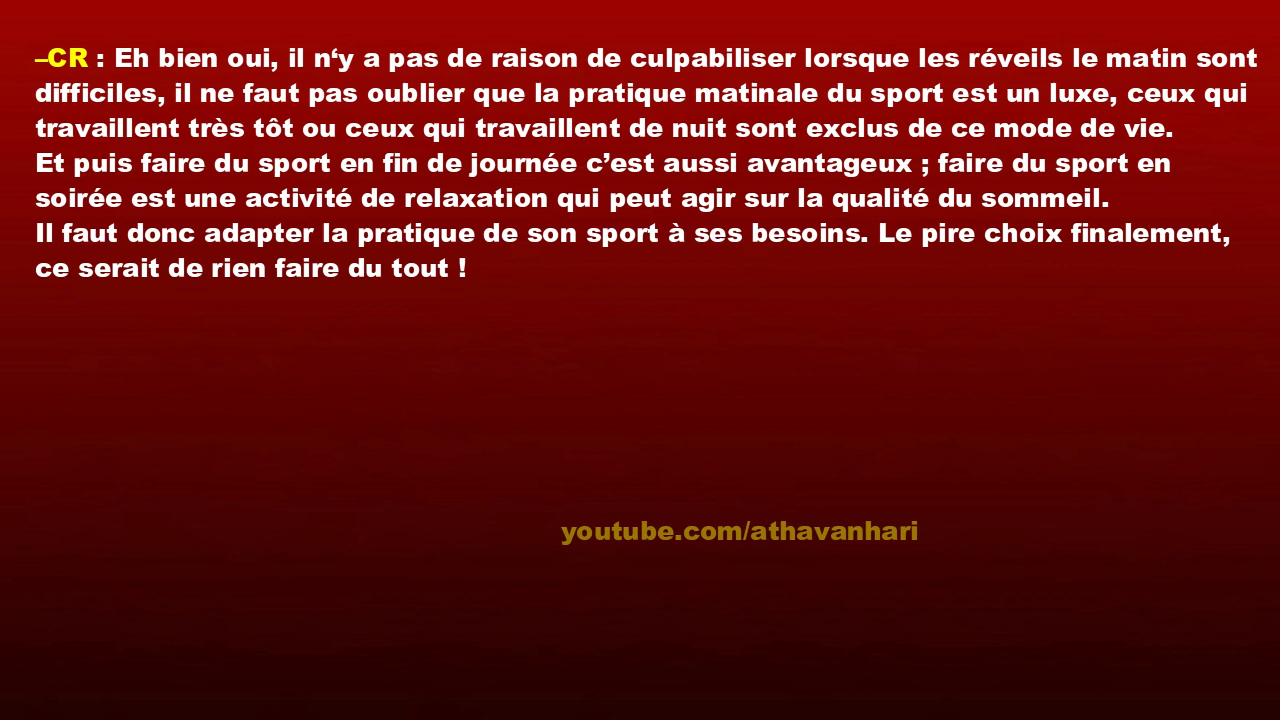 –CR : Eh bien oui, il n‘y a pas de raison de culpabiliser lorsque les réveils le matin sont
difficiles, il ne faut pas oublier que la pratique matinale du sport est un luxe, ceux qui
travaillent très tôt ou ceux qui travaillent de nuit sont exclus de ce mode de vie.
Et puis faire du sport en fin de journée c’est aussi avantageux ; faire du sport en
soirée est une activité de relaxation qui peut agir sur la qualité du sommeil.
Il faut donc adapter la pratique de son sport à ses besoins. Le pire choix finalement,
ce serait de rien faire du tout !
youtube.com/athavanhari